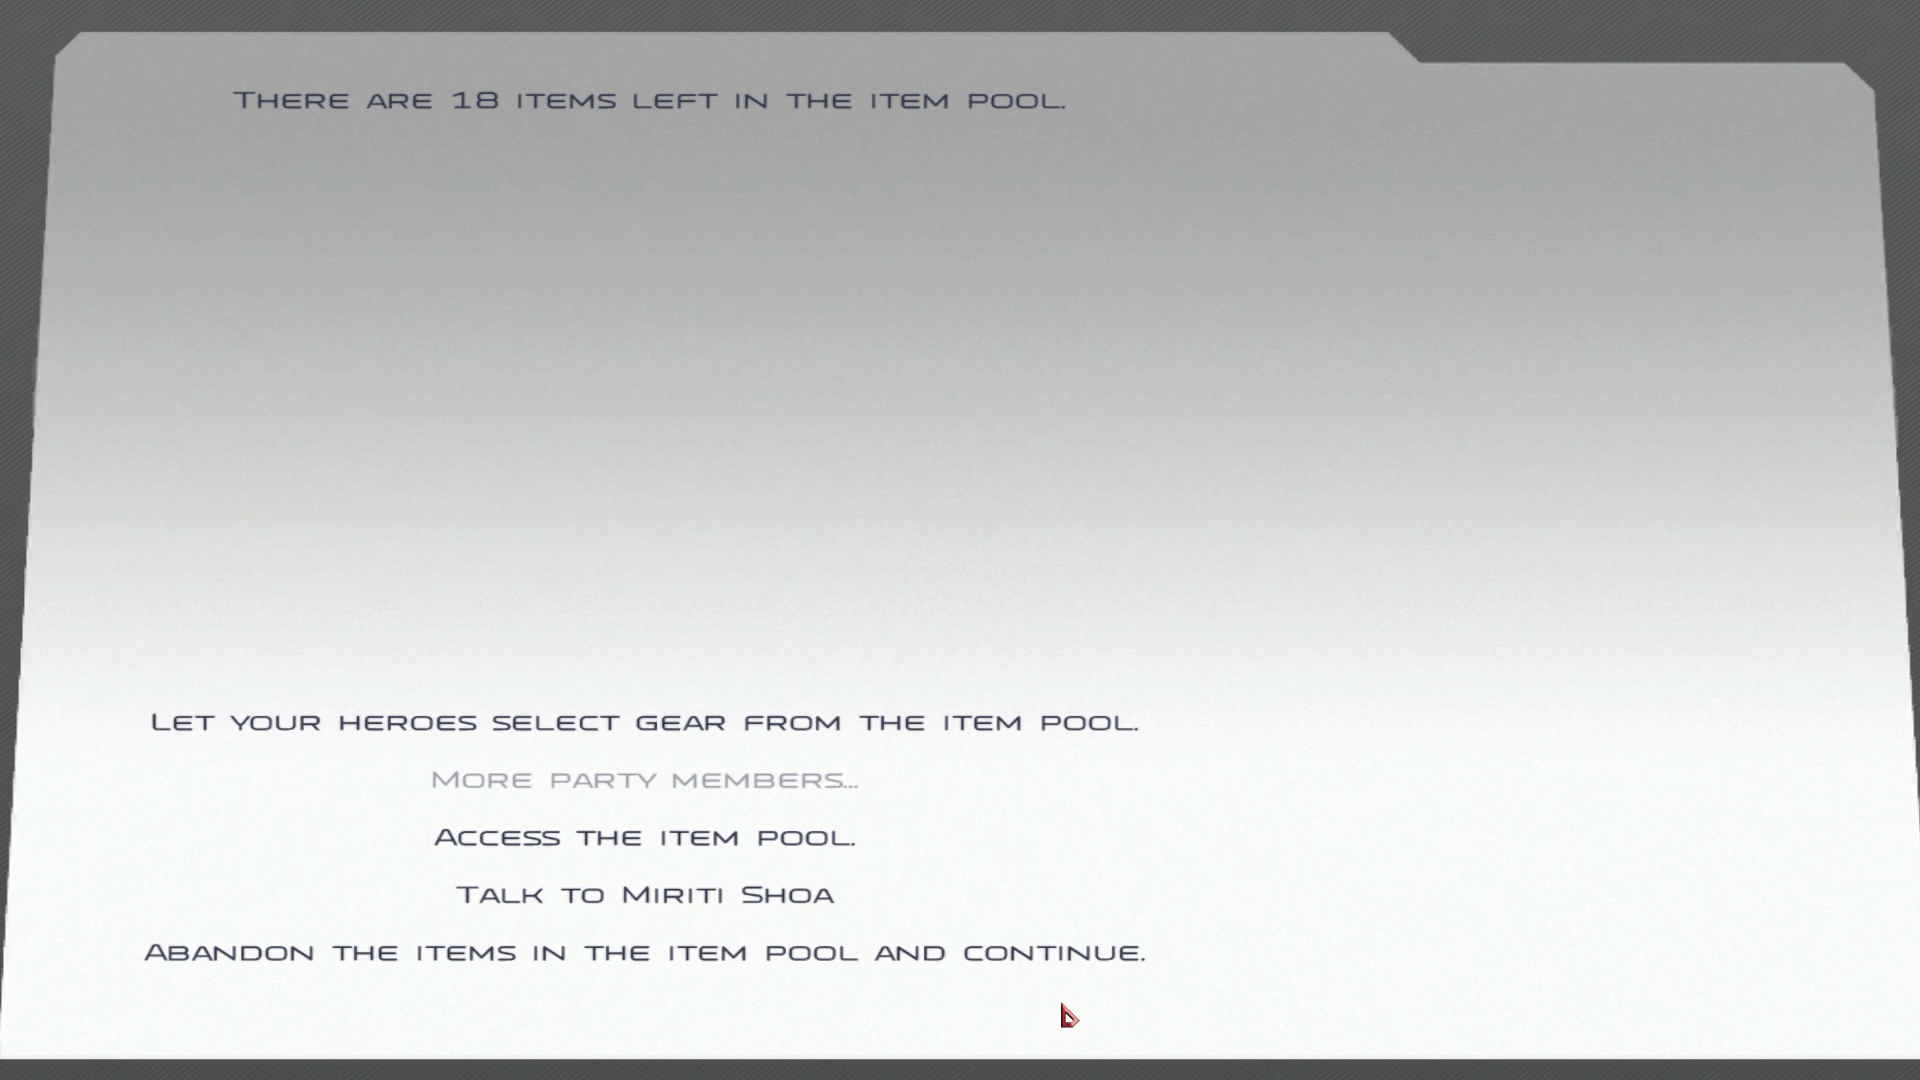 There are 18 items left in the item pool.
Let your heroes select gear from the item pool.
More party members...
Access the item pool.
Talk to Miriti Shoa
Abandon the items in the item pool and continue.